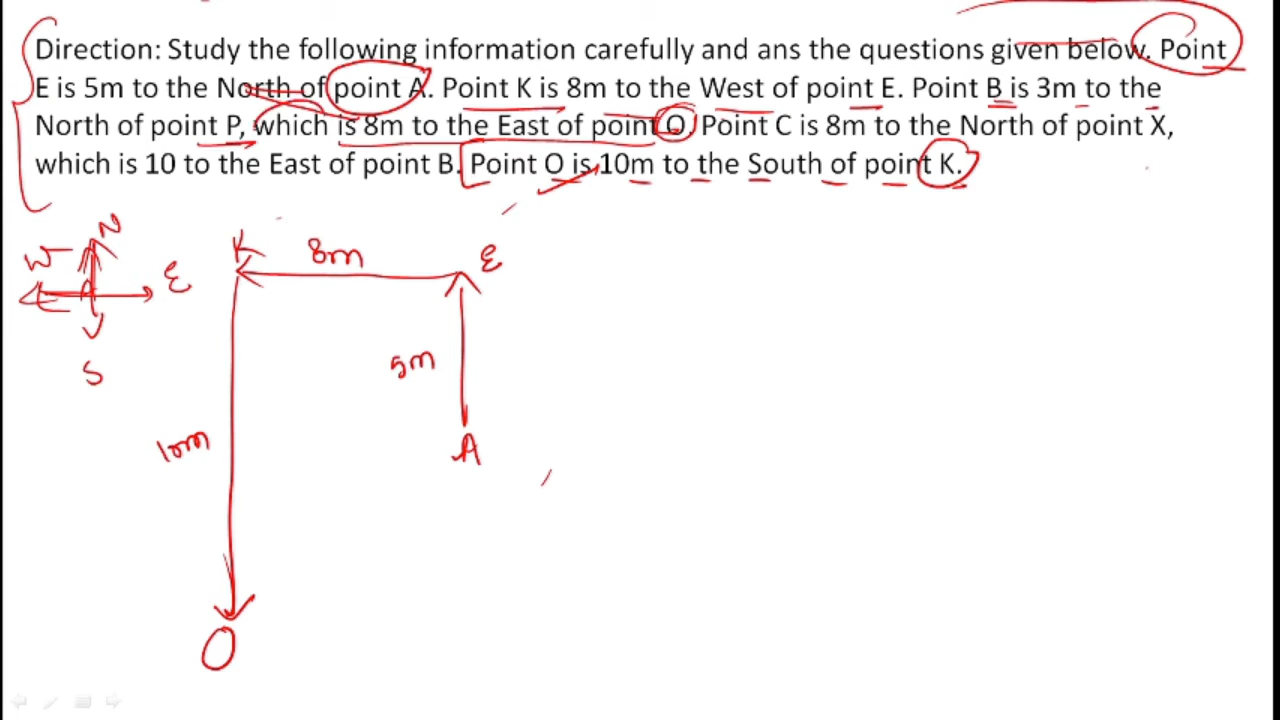 Direction: Study the following information carefully and ans the questions given below. Point
E is 5m to the North of point A. Point K is 8m to the West of point E. Point B is 3m to the
North of point P, which is 8m to the East of point O. Point C is 8m to the North of point X,
which is 10 to the East of point B. Point O is 10m to the South of point K.
N
W
E
S
K
8m
E
5m
A
10m
O